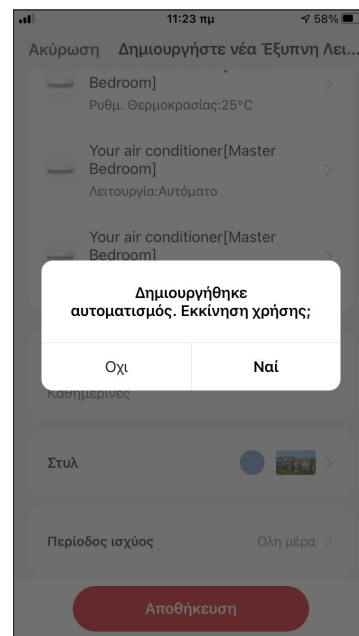 11:23 πμ
58%
Ακύρωση Δημιουργήστε νέα Έξυπνη Λει...
Bedroom]
Ρυθμ. Θερμοκρασίας:25°C
Your air conditioner[Master
Bedroom]
Λειτουργία:Αυτόματο
Your air conditioner[Master
Bedroom]
Δημιουργήθηκε
αυτοματισμός. Εκκίνηση χρήσης;
Οχι
Ναί
Καθημερινές
Στυλ
Περίοδος ισχύος
Ολη μέρα
Αποθήκευση